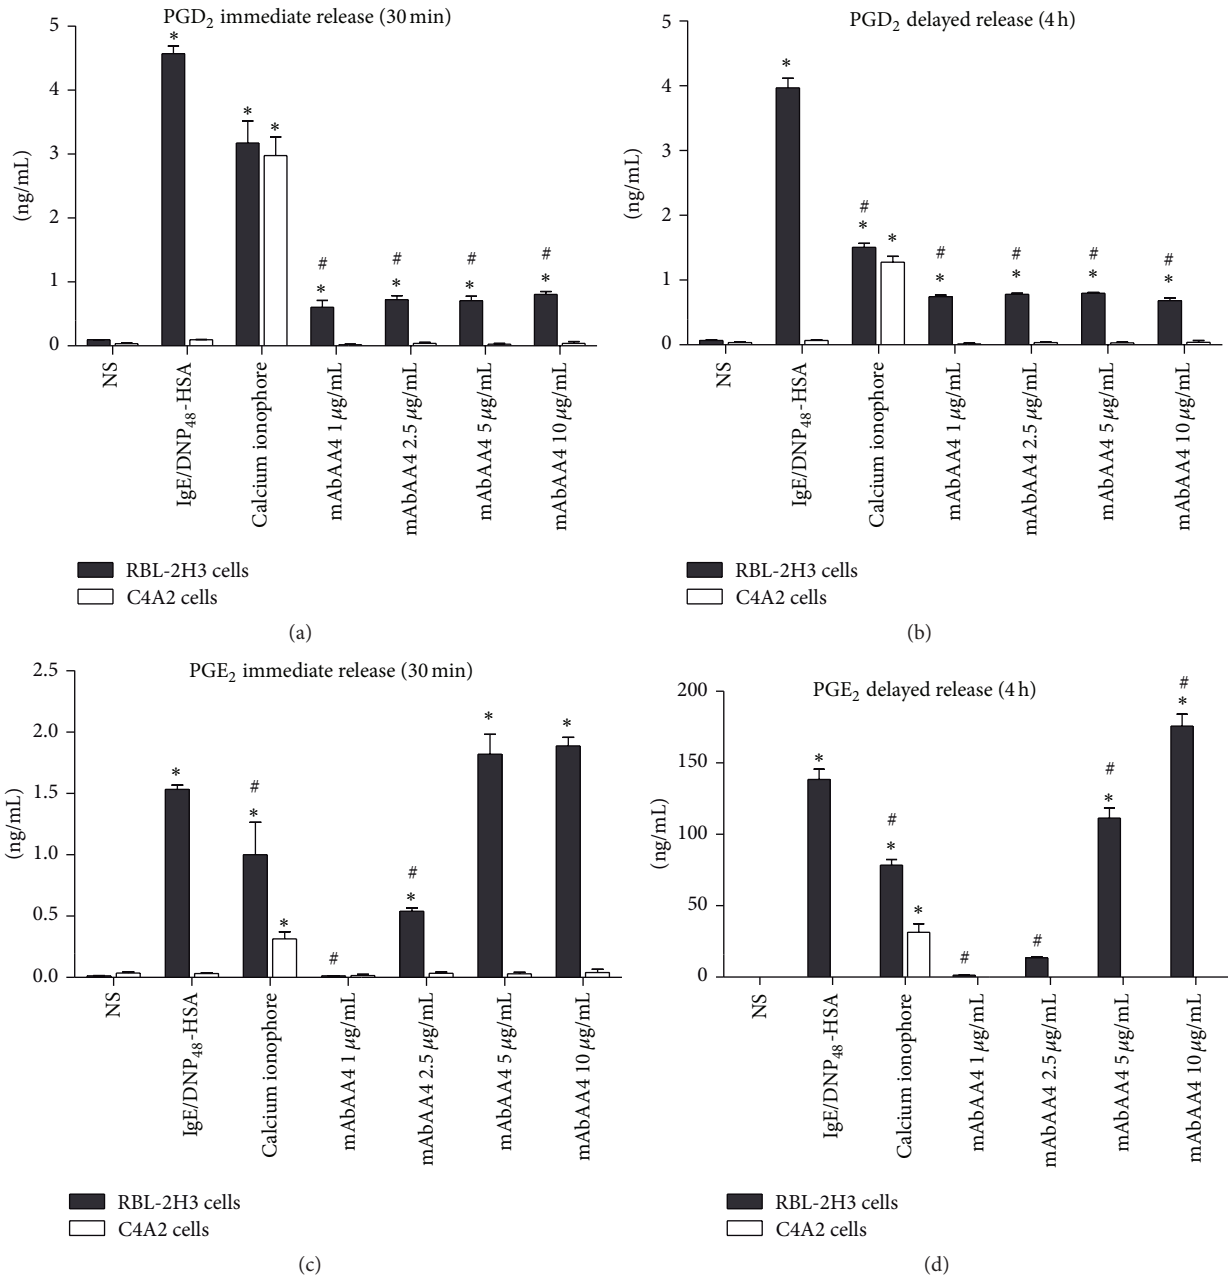 PGD₂ immediate release (30 min)
5
4
3
2
1
0
(ng/mL)
* * * # * # * # * # *
NS
IgE/DNP₄₈-HSA
Calcium ionophore
mAbAA4 1 µg/mL
mAbAA4 2.5 µg/mL
mAbAA4 5 µg/mL
mAbAA4 10 µg/mL
RBL-2H3 cells
C4A2 cells
(a)
PGD₂ delayed release (4 h)
5
4
3
2
1
0
(ng/mL)
* # * * # * # * # * # *
NS
IgE/DNP₄₈-HSA
Calcium ionophore
mAbAA4 1 µg/mL
mAbAA4 2.5 µg/mL
mAbAA4 5 µg/mL
mAbAA4 10 µg/mL
RBL-2H3 cells
C4A2 cells
(b)
PGE₂ immediate release (30 min)
2.5
2.0
1.5
1.0
0.5
0.0
(ng/mL)
* # * * # # * * *
NS
IgE/DNP₄₈-HSA
Calcium ionophore
mAbAA4 1 µg/mL
mAbAA4 2.5 µg/mL
mAbAA4 5 µg/mL
mAbAA4 10 µg/mL
RBL-2H3 cells
C4A2 cells
(c)
PGE₂ delayed release (4 h)
200
150
100
50
0
(ng/mL)
* # * * # # # * # *
NS
IgE/DNP₄₈-HSA
Calcium ionophore
mAbAA4 1 µg/mL
mAbAA4 2.5 µg/mL
mAbAA4 5 µg/mL
mAbAA4 10 µg/mL
RBL-2H3 cells
C4A2 cells
(d)